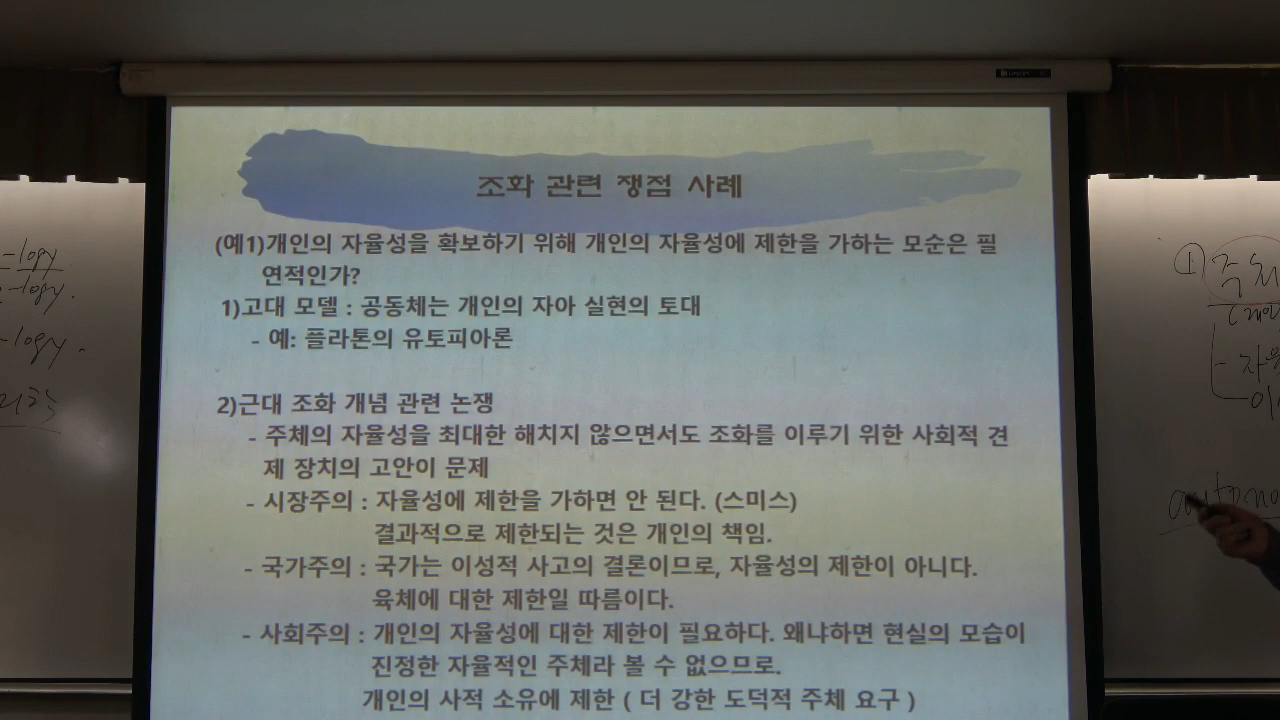 조화 관련 쟁점 사례
(예1)개인의 자율성을 확보하기 위해 개인의 자율성에 제한을 가하는 모순은 필
연적인가?
1)고대 모델 : 공동체는 개인의 자아 실현의 토대
- 예: 플라톤의 유토피아론
2)근대 조화 개념 관련 논쟁
- 주체의 자율성을 최대한 해치지 않으면서도 조화를 이루기 위한 사회적 견
제 장치의 고안이 문제
- 시장주의 : 자율성에 제한을 가하면 안 된다. (스미스)
결과적으로 제한되는 것은 개인의 책임.
- 국가주의 : 국가는 이성적 사고의 결론이므로, 자율성의 제한이 아니다.
육체에 대한 제한일 따름이다.
- 사회주의 : 개인의 자율성에 대한 제한이 필요하다. 왜냐하면 현실의 모습이
진정한 자율적인 주체라 볼 수 없으므로.
개인의 사적 소유에 제한 ( 더 강한 도덕적 주체 요구 )
-logy
-logy.
-logy.
①